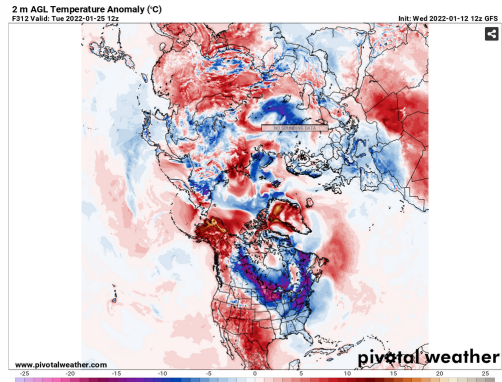 2 m AGL Temperature Anomaly (°C)
F312 Valid: Tue 2022-01-25 12z
Init: Wed 2022-01-12 12z GFS
www.pivotalweather.com
pivotal weather
-25 -20 -15 -10 -5 0 5 10 15 20 25